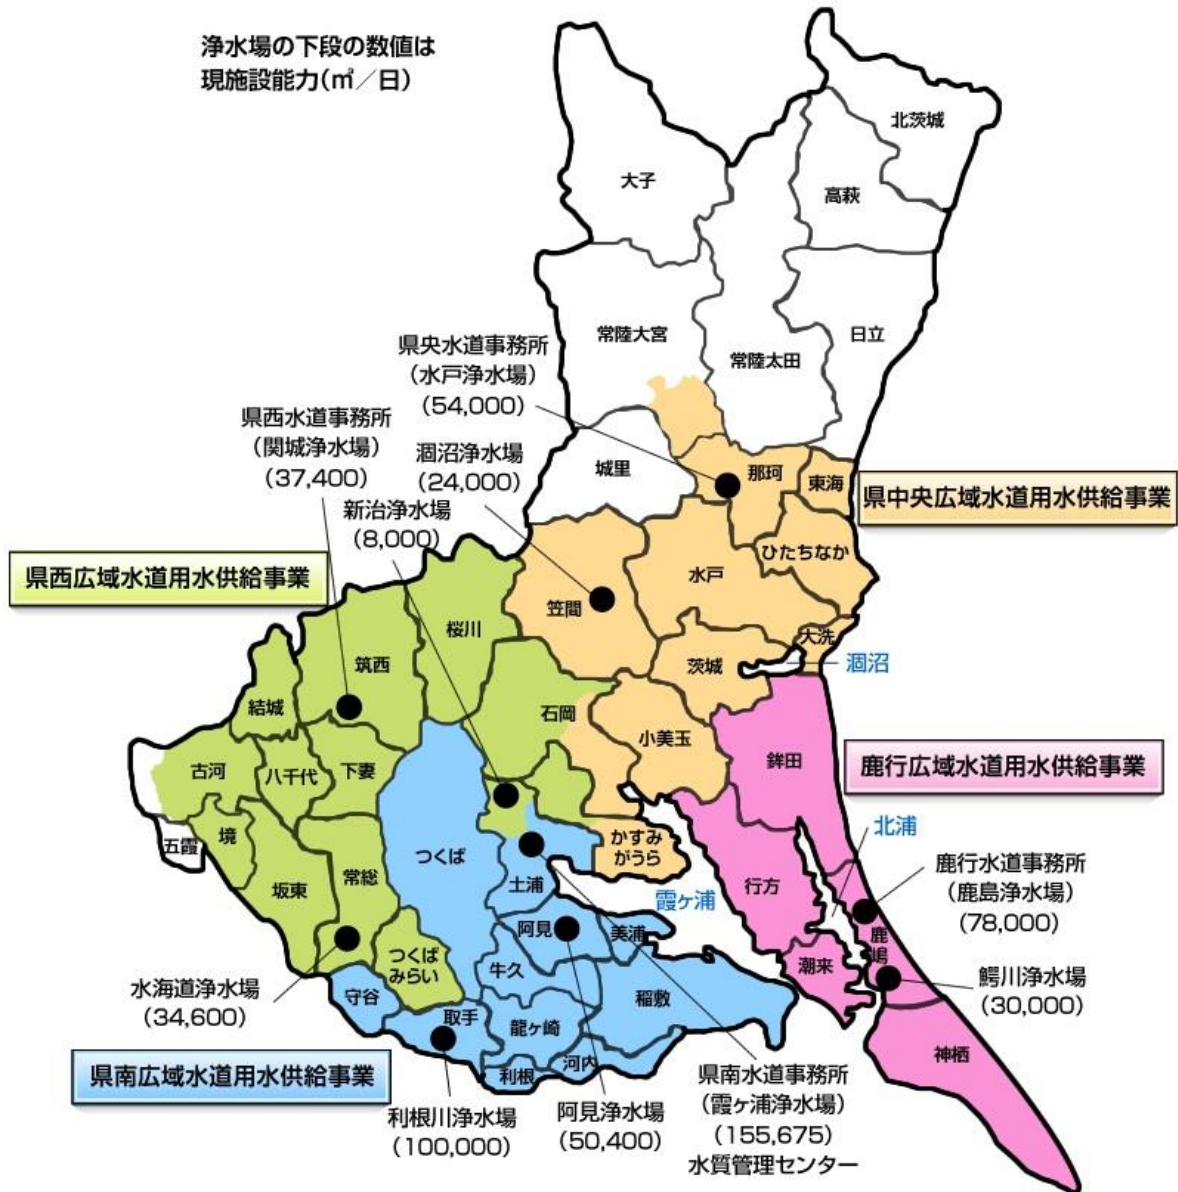 浄水場の下段の数値は
現施設能力(㎥／日)
北茨城
大子
高萩
常陸大宮
常陸太田
日立
県央水道事務所
(水戸浄水場)
(54,000)
県西水道事務所
(関城浄水場)
(37,400)
涸沼浄水場
(24,000)
新治浄水場
(8,000)
城里
那珂
東海
県中央広域水道用水供給事業
ひたちなか
水戸
県西広域水道用水供給事業
笠間
桜川
大洗
涸沼
茨城
筑西
結城
石岡
小美玉
鉾田
鹿行広域水道用水供給事業
古河
八千代
下妻
北浦
五霞
境
つくば
かすみ
がうら
鹿行水道事務所
(鹿島浄水場)
(78,000)
坂東
常総
土浦
霞ヶ浦
行方
阿見
美浦
鹿
嶋
つくば
みらい
牛久
潮来
鰐川浄水場
(30,000)
水海道浄水場
(34,600)
守谷
取手
龍ヶ崎
稲敷
神栖
県南広域水道用水供給事業
利根
河内
利根川浄水場
(100,000)
阿見浄水場
(50,400)
県南水道事務所
(霞ヶ浦浄水場)
(155,675)
水質管理センター